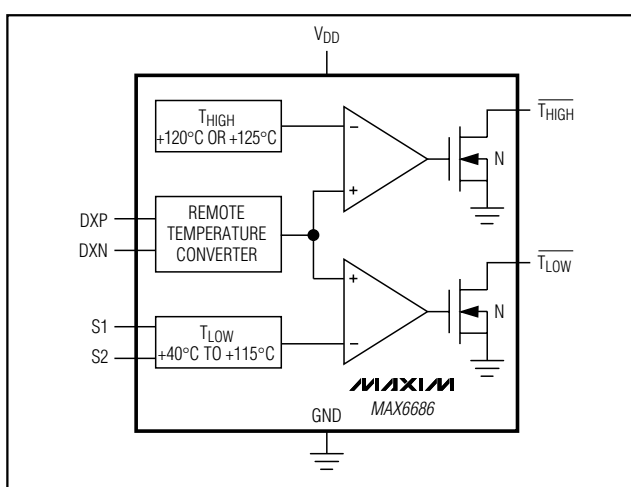 VDD
THIGH
+120°C OR +125°C
−
+
THIGH
N
DXP
DXN
REMOTE
TEMPERATURE
CONVERTER
TLOW
+
−
N
S1
S2
TLOW
+40°C TO +115°C
MAXIM
MAX6686
GND